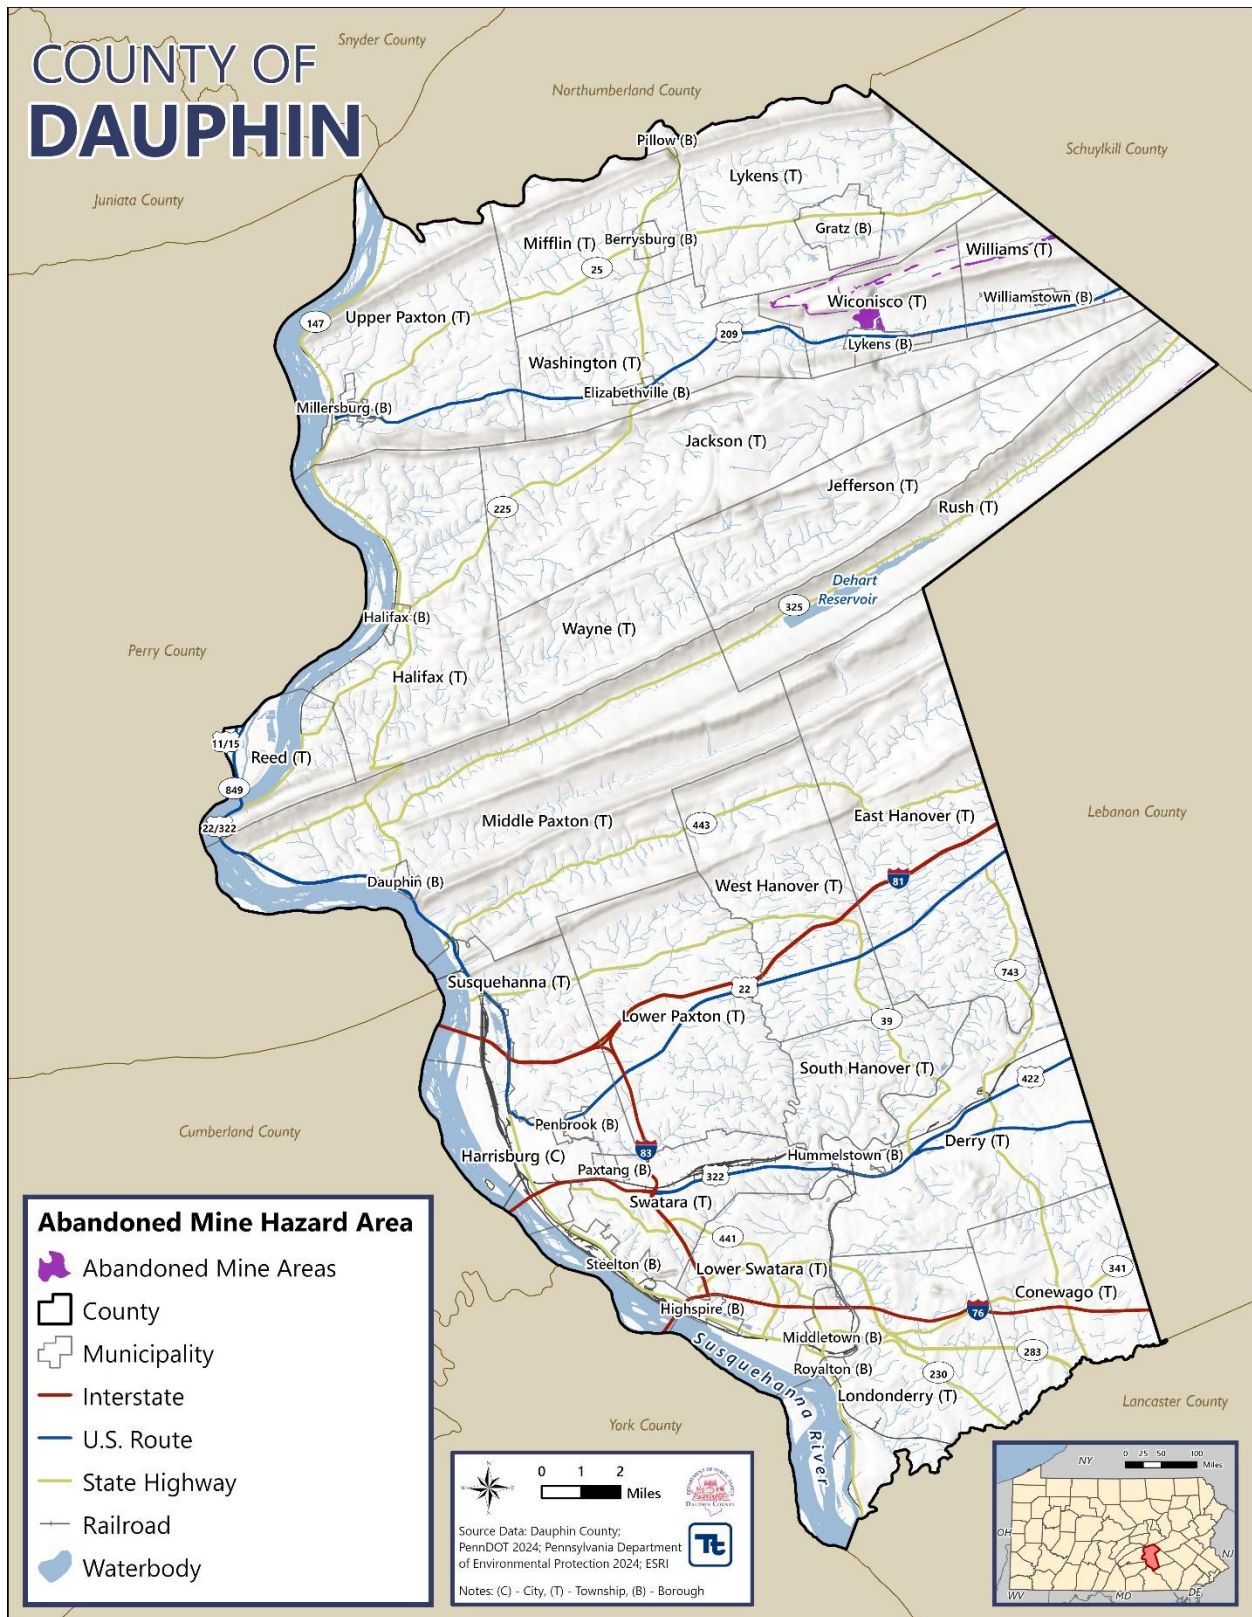 COUNTY OF
DAUPHIN
Snyder County
Northumberland County
Schuylkill County
Juniata County
Pillow (B)
Lykens (T)
Gratz (B)
Mifflin (T)
Berrysburg (B)
Williams (T)
25
Wiconisco (T)
Williamstown (B)
147
Upper Paxton (T)
209
Lykens (B)
Washington (T)
Elizabethville (B)
Millersburg (B)
Jackson (T)
Jefferson (T)
Rush (T)
225
Dehart
Reservoir
325
Halifax (B)
Wayne (T)
Perry County
Halifax (T)
11/15
Reed (T)
849
22/322
Middle Paxton (T)
443
East Hanover (T)
Lebanon County
Dauphin (B)
West Hanover (T)
81
743
Susquehanna (T)
22
Lower Paxton (T)
39
South Hanover (T)
422
Cumberland County
Penbrook (B)
Derry (T)
Harrisburg (C)
83
Hummelstown (B)
Paxtang (B)
322
Swatara (T)
441
Steelton (B)
Lower Swatara (T)
341
Conewago (T)
Highspire (B)
76
Middletown (B)
283
Royalton (B)
230
Londonderry (T)
Susquehanna River
York County
Lancaster County
Abandoned Mine Hazard Area
Abandoned Mine Areas
County
Municipality
Interstate
U.S. Route
State Highway
Railroad
Waterbody
0 1 2
Miles
DAUPHIN COUNTY
Tt
Source Data: Dauphin County;
PennDOT 2024; Pennsylvania Department
of Environmental Protection 2024; ESRI
Notes: (C) - City, (T) - Township, (B) - Borough
0 25 50 100
Miles
NY
OH
NJ
WV
MD
DE